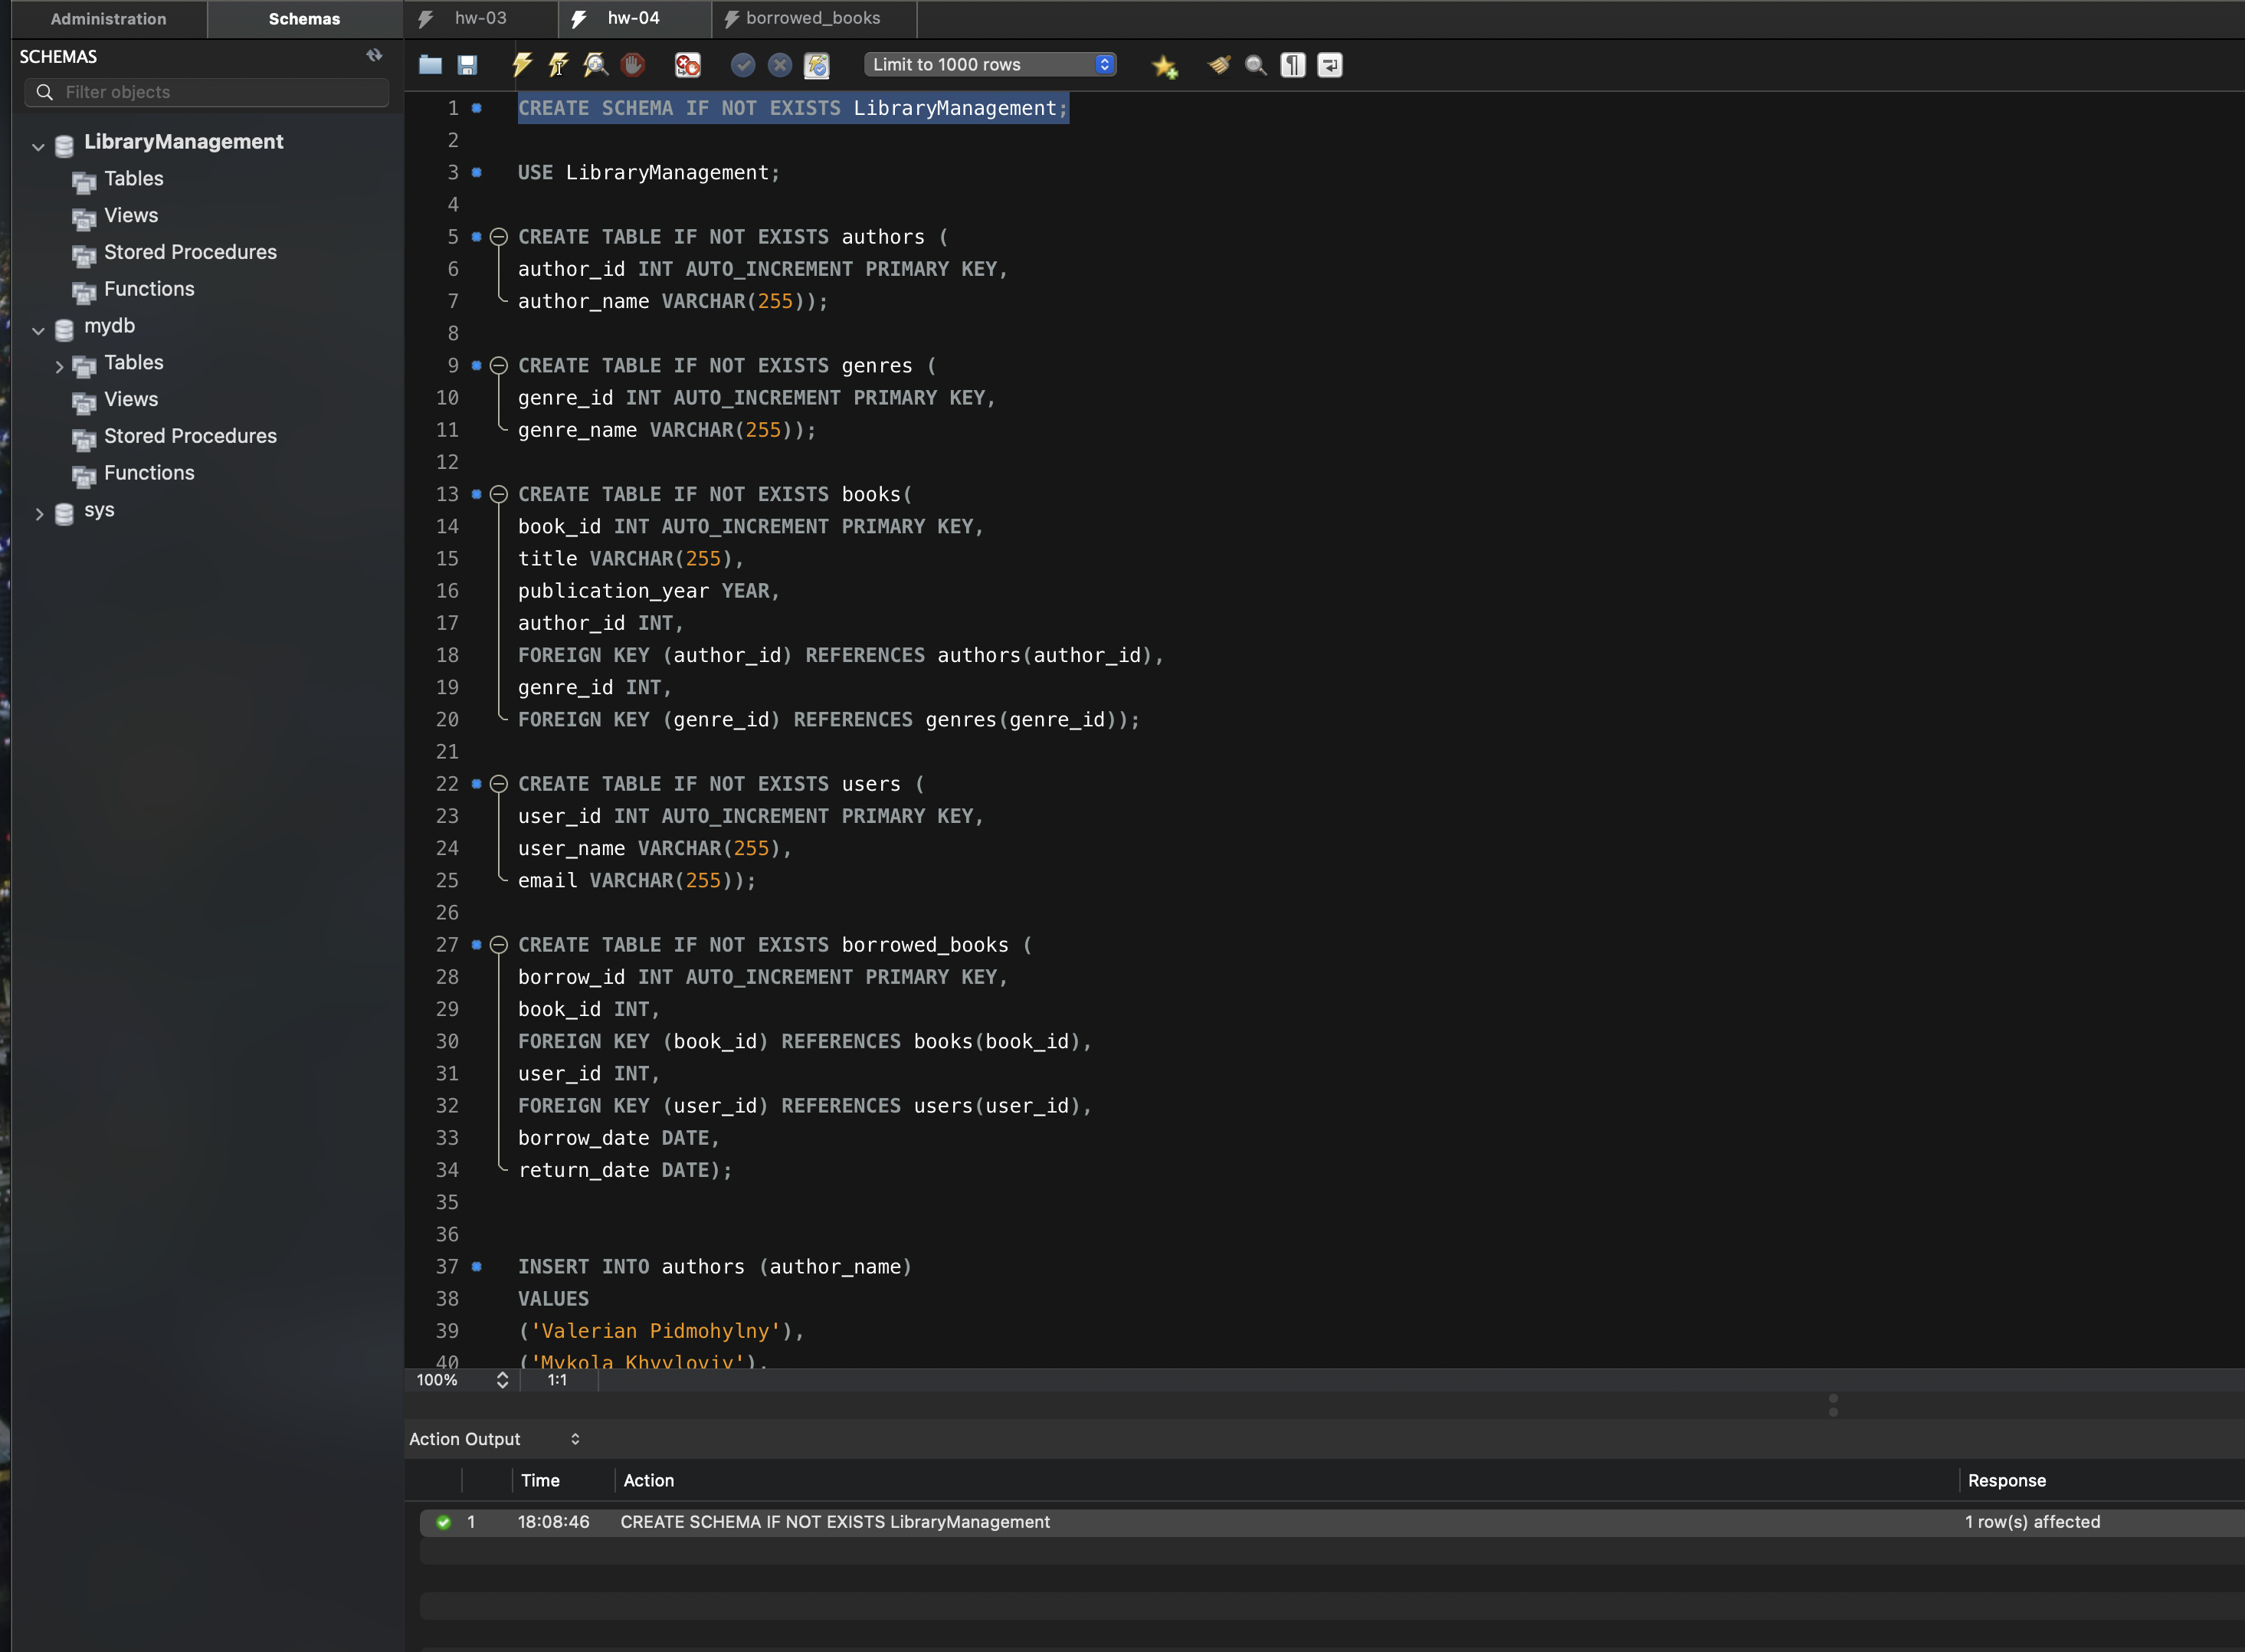 Administration
Schemas
hw-03
hw-04
borrowed_books
SCHEMAS
Filter objects
Limit to 1000 rows
LibraryManagement
Tables
Views
Stored Procedures
Functions
mydb
Tables
Views
Stored Procedures
Functions
sys
1 CREATE SCHEMA IF NOT EXISTS LibraryManagement;
2
3 USE LibraryManagement;
4
5 CREATE TABLE IF NOT EXISTS authors (
6 author_id INT AUTO_INCREMENT PRIMARY KEY,
7 author_name VARCHAR(255));
8
9 CREATE TABLE IF NOT EXISTS genres (
10 genre_id INT AUTO_INCREMENT PRIMARY KEY,
11 genre_name VARCHAR(255));
12
13 CREATE TABLE IF NOT EXISTS books(
14 book_id INT AUTO_INCREMENT PRIMARY KEY,
15 title VARCHAR(255),
16 publication_year YEAR,
17 author_id INT,
18 FOREIGN KEY (author_id) REFERENCES authors(author_id),
19 genre_id INT,
20 FOREIGN KEY (genre_id) REFERENCES genres(genre_id));
21
22 CREATE TABLE IF NOT EXISTS users (
23 user_id INT AUTO_INCREMENT PRIMARY KEY,
24 user_name VARCHAR(255),
25 email VARCHAR(255));
26
27 CREATE TABLE IF NOT EXISTS borrowed_books (
28 borrow_id INT AUTO_INCREMENT PRIMARY KEY,
29 book_id INT,
30 FOREIGN KEY (book_id) REFERENCES books(book_id),
31 user_id INT,
32 FOREIGN KEY (user_id) REFERENCES users(user_id),
33 borrow_date DATE,
34 return_date DATE);
35
36
37 INSERT INTO authors (author_name)
38 VALUES
39 ('Valerian Pidmohylny'),
40 ('Mykola Khvyloviy'),
100%
1:1
Action Output
Time Action Response
1 18:08:46 CREATE SCHEMA IF NOT EXISTS LibraryManagement 1 row(s) affected